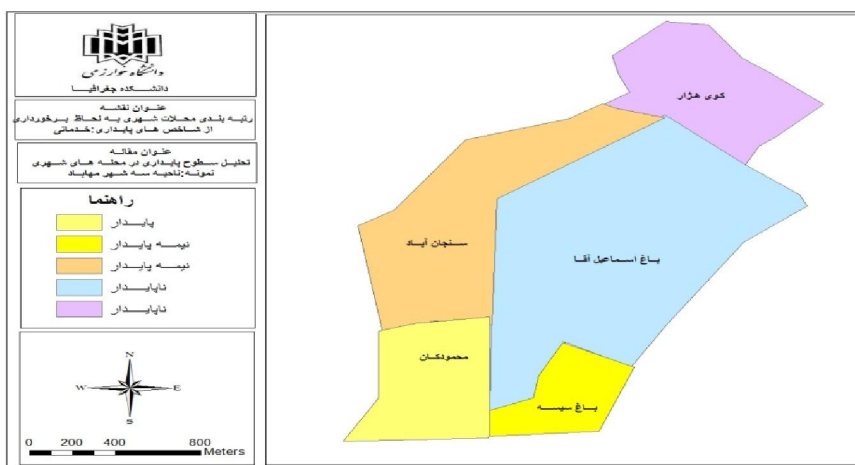 دانشگاه خوارزمی
دانشکده جغرافیا
عنوان نقشه
رتبه بندی محلات شهری به لحاظ برخورداری
از شاخص های پایداری:خدماتی
عنوان مقاله
تحلیل سطوح پایداری در محله های شهری
نمونه:ناحیه سه شهر مهاباد
راهنما
پایدار
نیمه پایدار
نیمه پایدار
ناپایدار
ناپایدار
N
W E
S
0 200 400 800
Meters
کوی هژار
سنجان آباد
باغ اسماعیل آقا
محمودکان
باغ سیسه